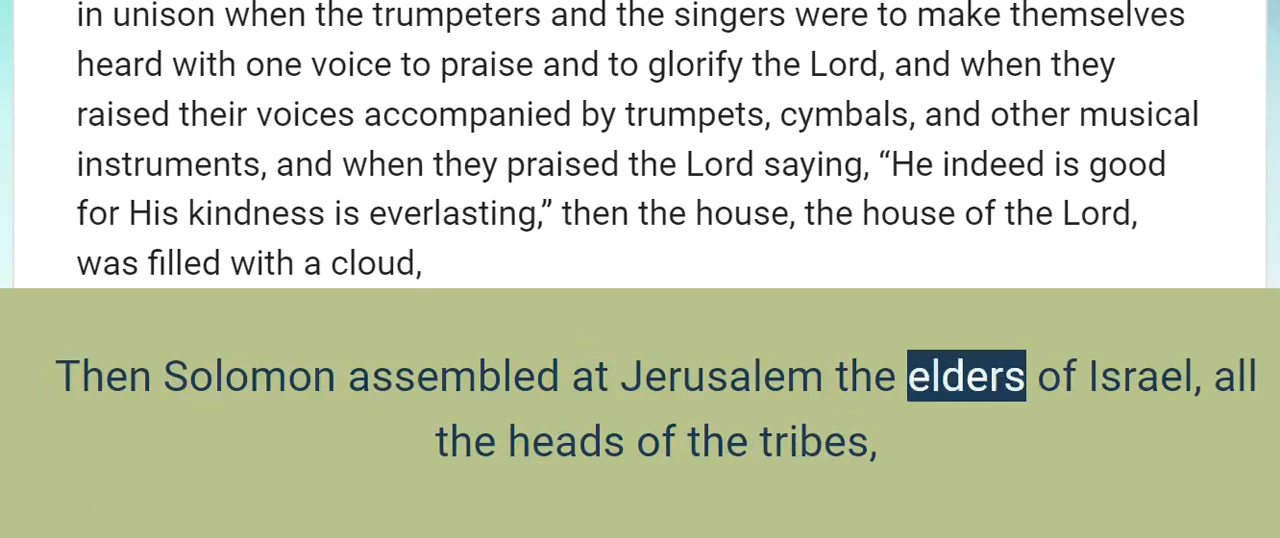 in unison when the trumpeters and the singers were to make themselves
heard with one voice to praise and to glorify the Lord, and when they
raised their voices accompanied by trumpets, cymbals, and other musical
instruments, and when they praised the Lord saying, “He indeed is good
for His kindness is everlasting,” then the house, the house of the Lord,
was filled with a cloud,
Then Solomon assembled at Jerusalem the elders of Israel, all
the heads of the tribes,